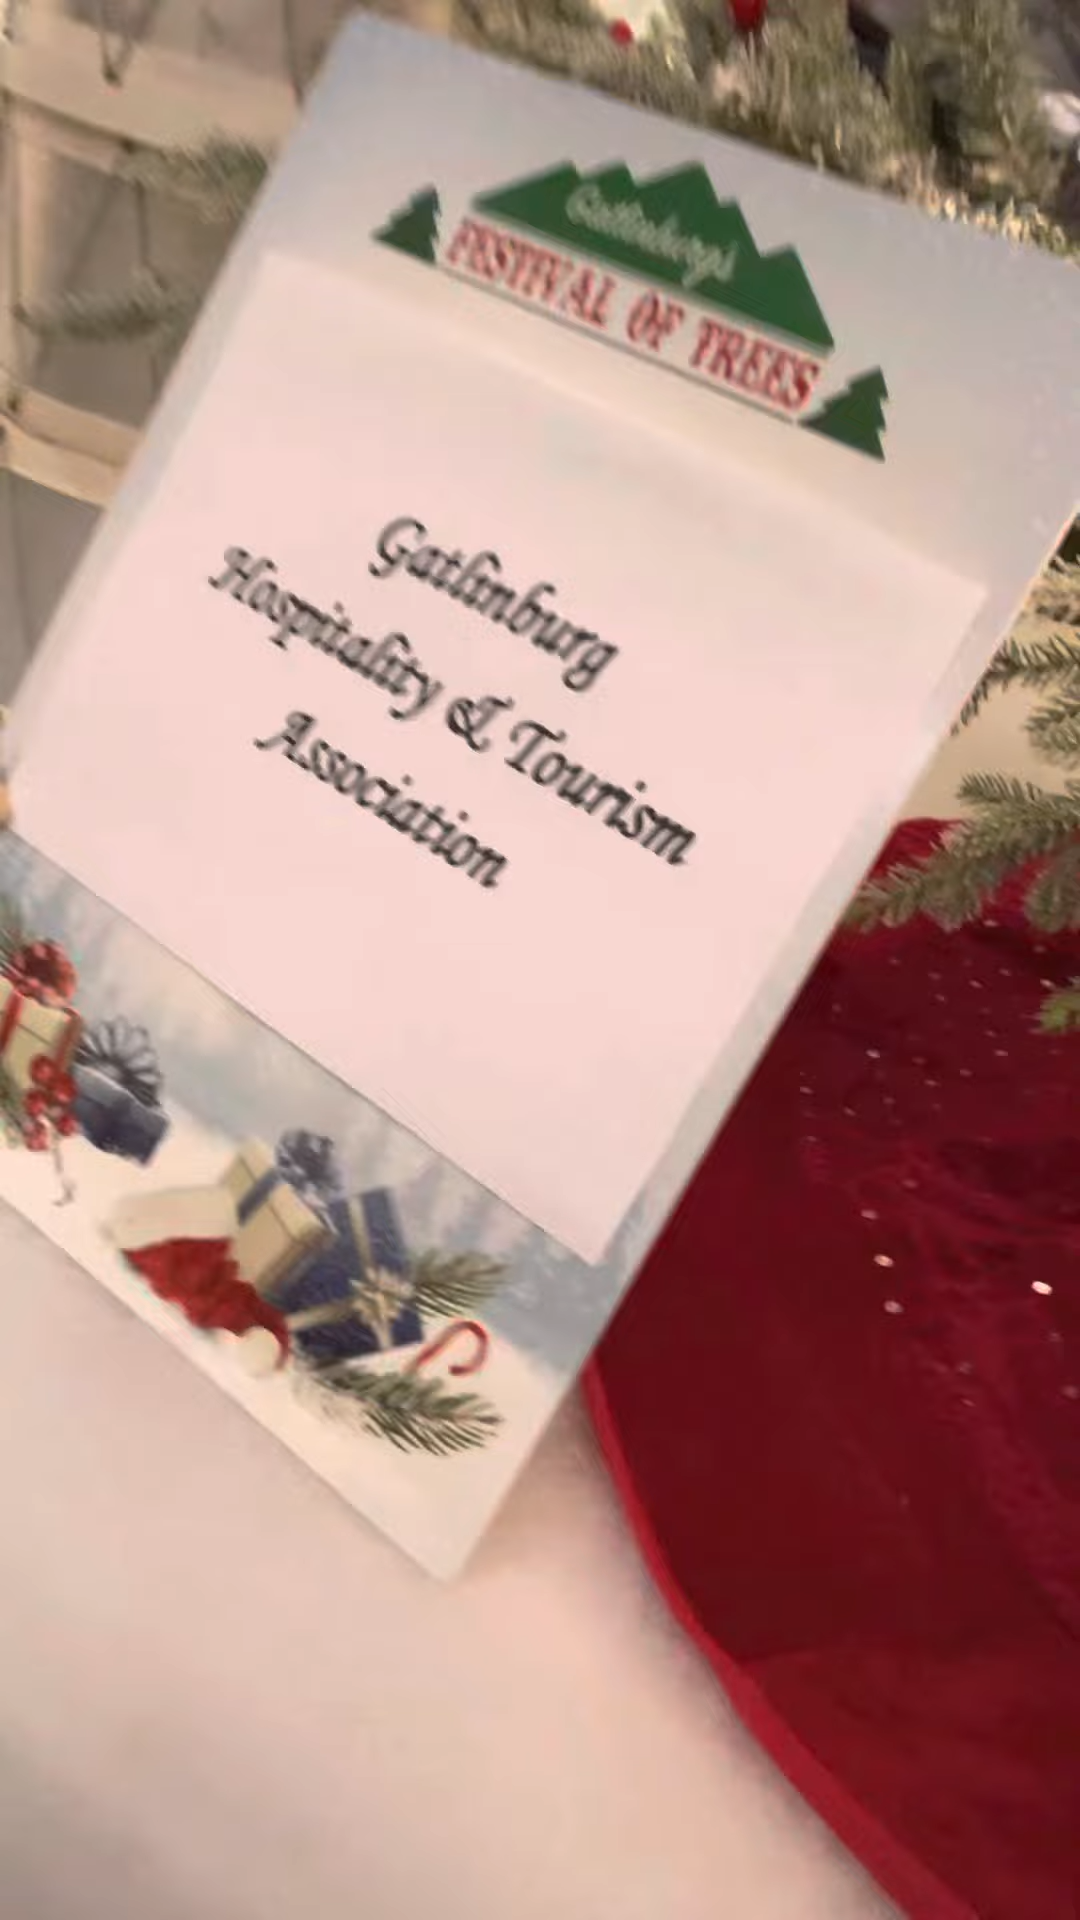 Gatlinburg's
FESTIVAL OF TREES
Gatlinburg
Hospitality & Tourism
Association